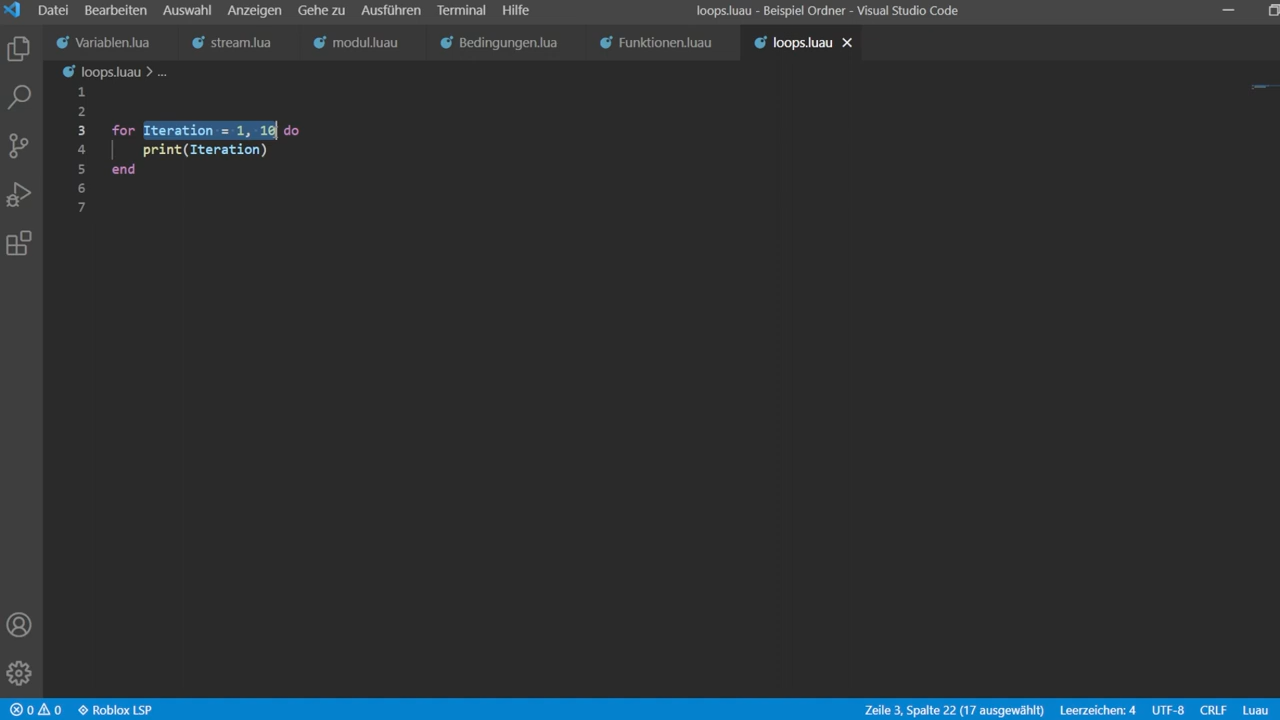 Datei Bearbeiten Auswahl Anzeigen Gehe zu Ausführen Terminal Hilfe loops.luau - Beispiel Ordner - Visual Studio Code
Variablen.lua stream.lua modul.luau Bedingungen.lua Funktionen.luau loops.luau
loops.luau > ...
1
2
3 for Iteration = 1, 10 do
4 print(Iteration)
5 end
6
7
0 0 Roblox LSP Zeile 3, Spalte 22 (17 ausgewählt) Leerzeichen: 4 UTF-8 CRLF Luau